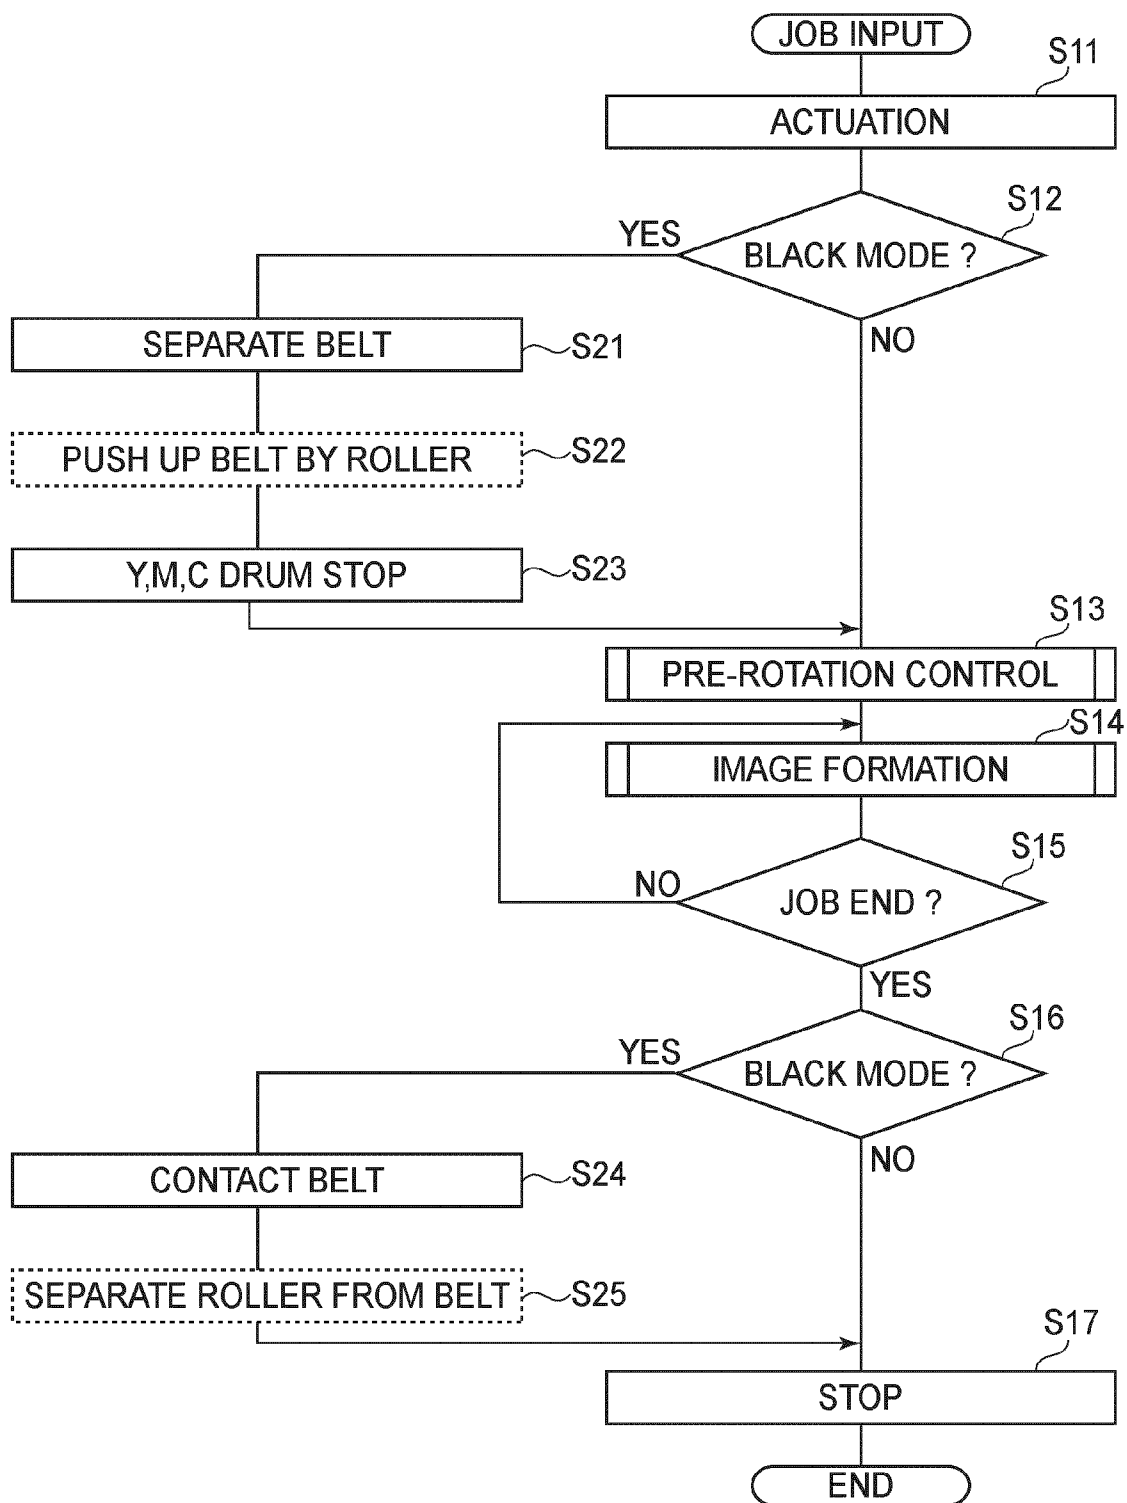 JOB INPUT
S11
ACTUATION
S12
YES
BLACK MODE ?
NO
SEPARATE BELT
S21
PUSH UP BELT BY ROLLER
S22
Y,M,C DRUM STOP
S23
S13
PRE-ROTATION CONTROL
S14
IMAGE FORMATION
S15
NO
JOB END ?
YES
S16
YES
BLACK MODE ?
NO
CONTACT BELT
S24
SEPARATE ROLLER FROM BELT
S25
S17
STOP
END